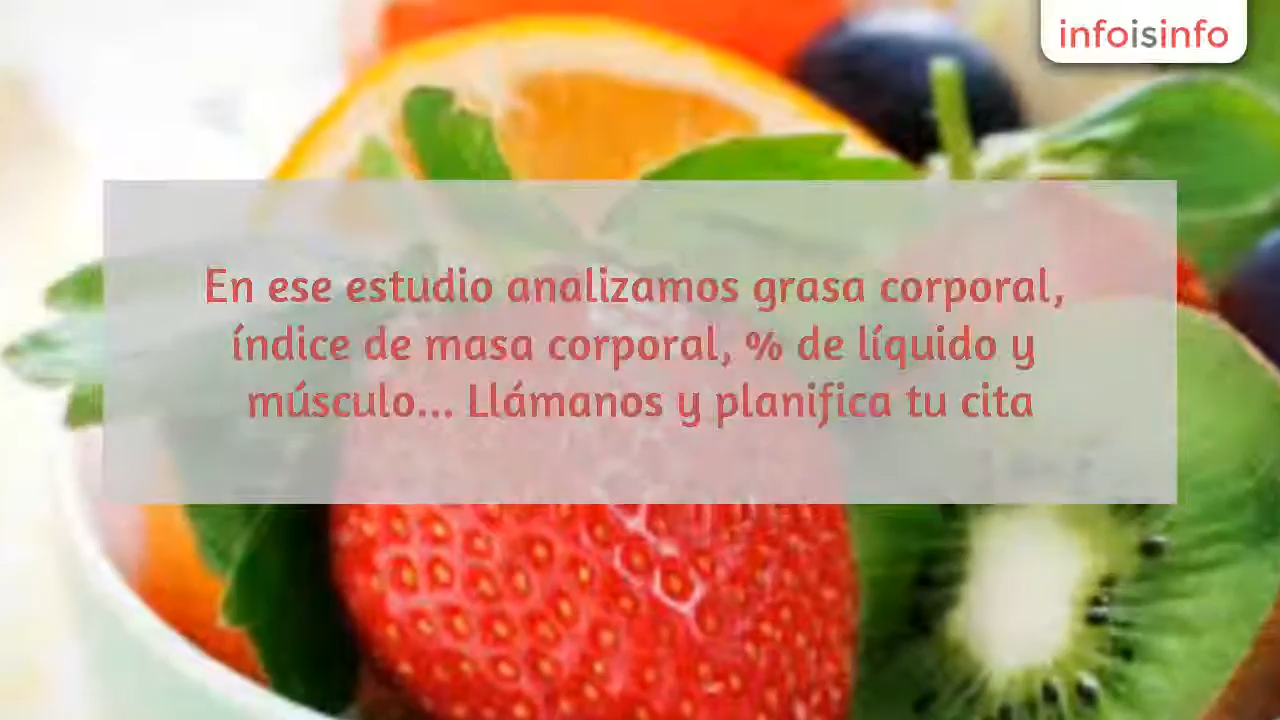 infoisinfo
En ese estudio analizamos grasa corporal,
índice de masa corporal, % de líquido y
músculo... Llámanos y planifica tu cita